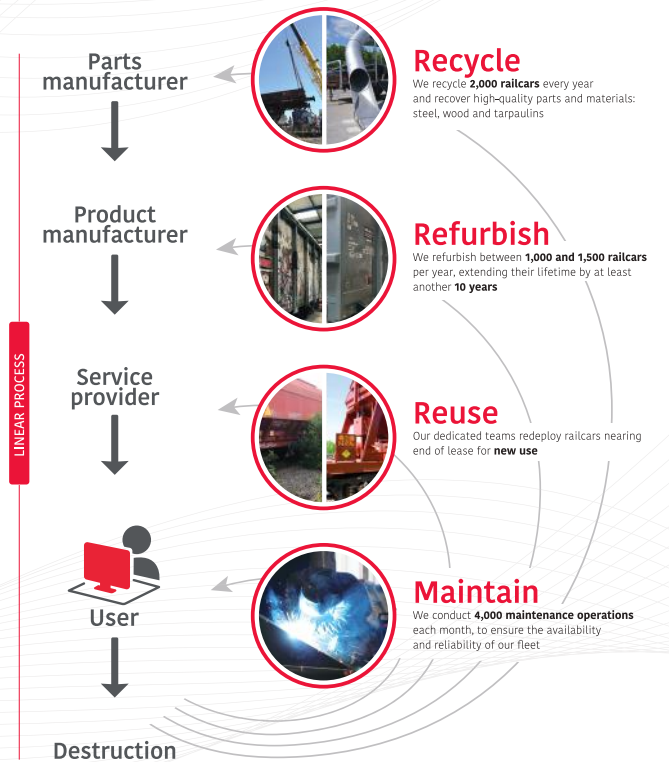 Parts
manufacturer
Recycle
We recycle 2,000 railcars every year
and recover high-quality parts and materials:
steel, wood and tarpaulins
Product
manufacturer
Refurbish
We refurbish between 1,000 and 1,500 railcars
per year, extending their lifetime by at least
another 10 years
LINEAR PROCESS
Service
provider
Reuse
Our dedicated teams redeploy railcars nearing
end of lease for new use
User
Maintain
We conduct 4,000 maintenance operations
each month, to ensure the availability
and reliability of our fleet
Destruction